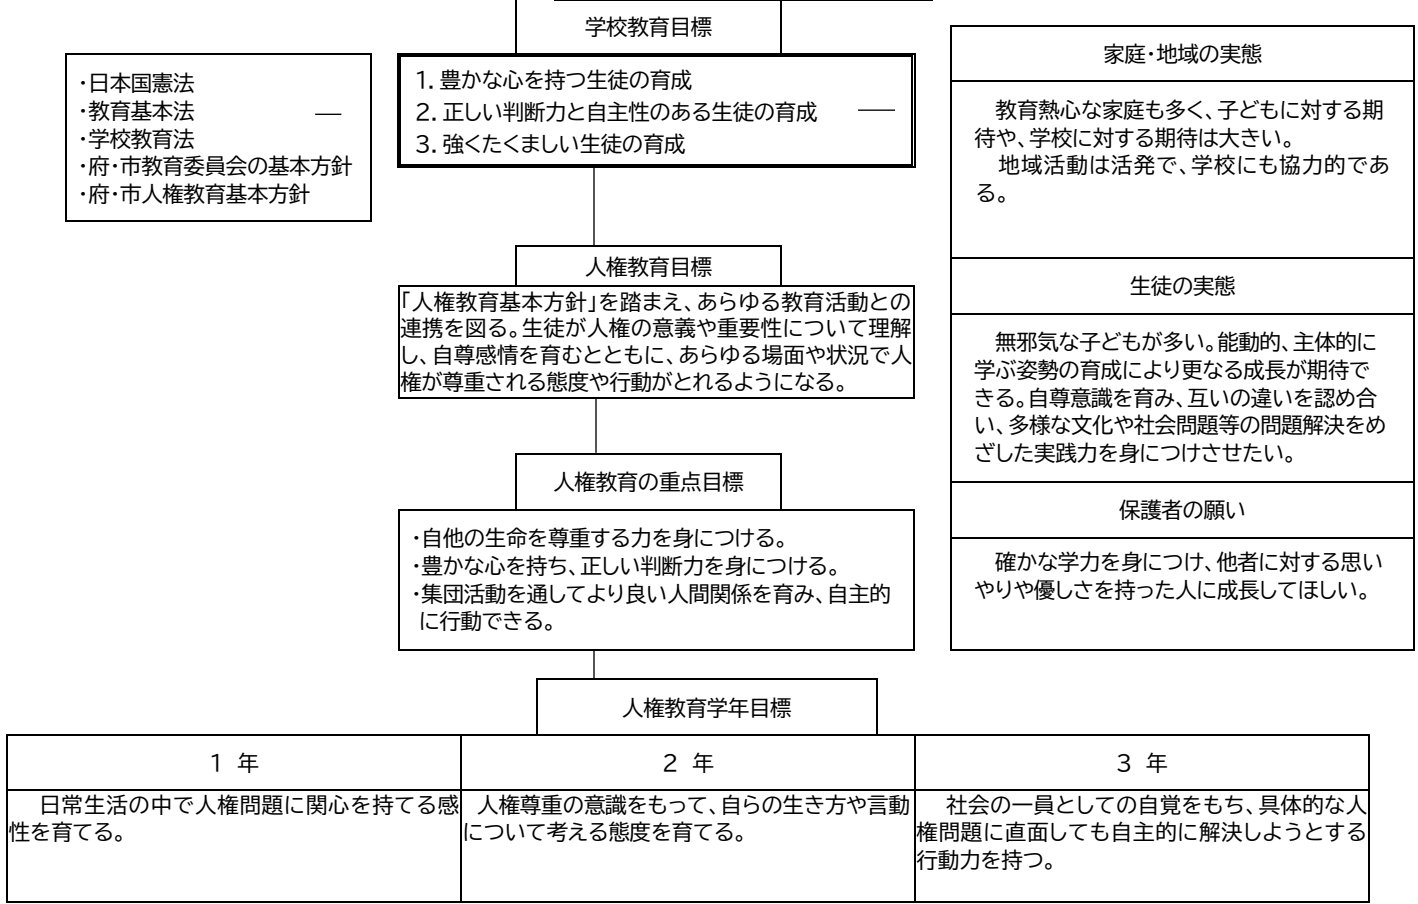 学校教育目標
・日本国憲法
・教育基本法
・学校教育法
・府・市教育委員会の基本方針
・府・市人権教育基本方針
1．豊かな心を持つ生徒の育成
2．正しい判断力と自主性のある生徒の育成
3．強くたくましい生徒の育成
人権教育目標
「人権教育基本方針」を踏まえ、あらゆる教育活動との
連携を図る。生徒が人権の意義や重要性について理解
し、自尊感情を育むとともに、あらゆる場面や状況で人
権が尊重される態度や行動がとれるようになる。
人権教育の重点目標
・自他の生命を尊重する力を身につける。
・豊かな心を持ち、正しい判断力を身につける。
・集団活動を通してより良い人間関係を育み、自主的
に行動できる。
家庭・地域の実態
教育熱心な家庭も多く、子どもに対する期
待や、学校に対する期待は大きい。
地域活動は活発で、学校にも協力的であ
る。
生徒の実態
無邪気な子どもが多い。能動的、主体的に
学ぶ姿勢の育成により更なる成長が期待で
きる。自尊意識を育み、互いの違いを認め合
い、多様な文化や社会問題等の問題解決をめ
ざした実践力を身につけさせたい。
保護者の願い
確かな学力を身につけ、他者に対する思い
やりや優しさを持った人に成長してほしい。
人権教育学年目標
1 年
日常生活の中で人権問題に関心を持てる感
性を育てる。
2 年
人権尊重の意識をもって、自らの生き方や言動
について考える態度を育てる。
3 年
社会の一員としての自覚をもち、具体的な人
権問題に直面しても自主的に解決しようとする
行動力を持つ。